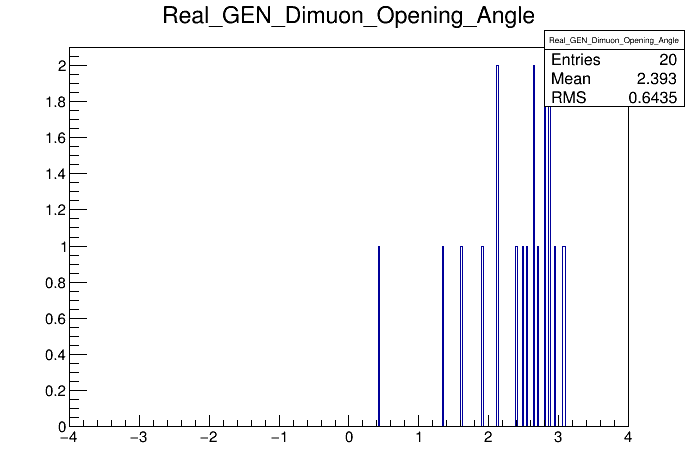 Real_GEN_Dimuon_Opening_Angle
Real_GEN_Dimuon_Opening_Angle
Entries 20
Mean 2.393
RMS 0.6435
2
1.8
1.6
1.4
1.2
1
0.8
0.6
0.4
0.2
0
−4 −3 −2 −1 0 1 2 3 4